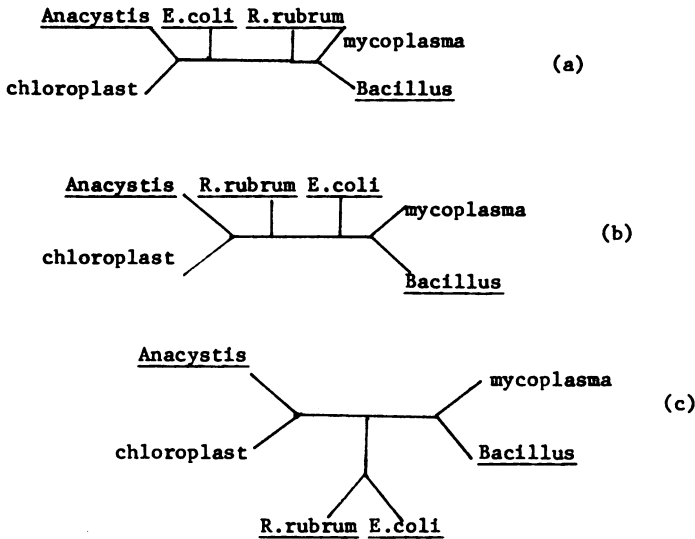 Anacystis E.coli R.rubrum
mycoplasma
(a)
chloroplast
Bacillus
Anacystis R.rubrum E.coli
mycoplasma
(b)
chloroplast
Bacillus
Anacystis
mycoplasma
(c)
chloroplast
Bacillus
R.rubrum E.coli